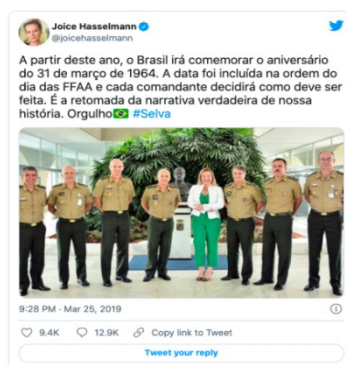 Joice Hasselmann
@joicehasselmann
A partir deste ano, o Brasil irá comemorar o aniversário
do 31 de março de 1964. A data foi incluída na ordem do
dia das FFAA e cada comandante decidirá como deve ser
feita. É a retomada da narrativa verdadeira de nossa
história. Orgulho🇧🇷 #Selva
9:28 PM · Mar 25, 2019
9.4K 12.9K Copy link to Tweet
Tweet your reply